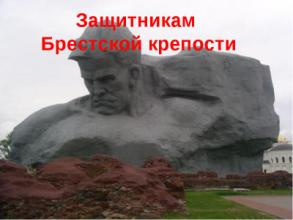 Защитникам
Брестской крепости